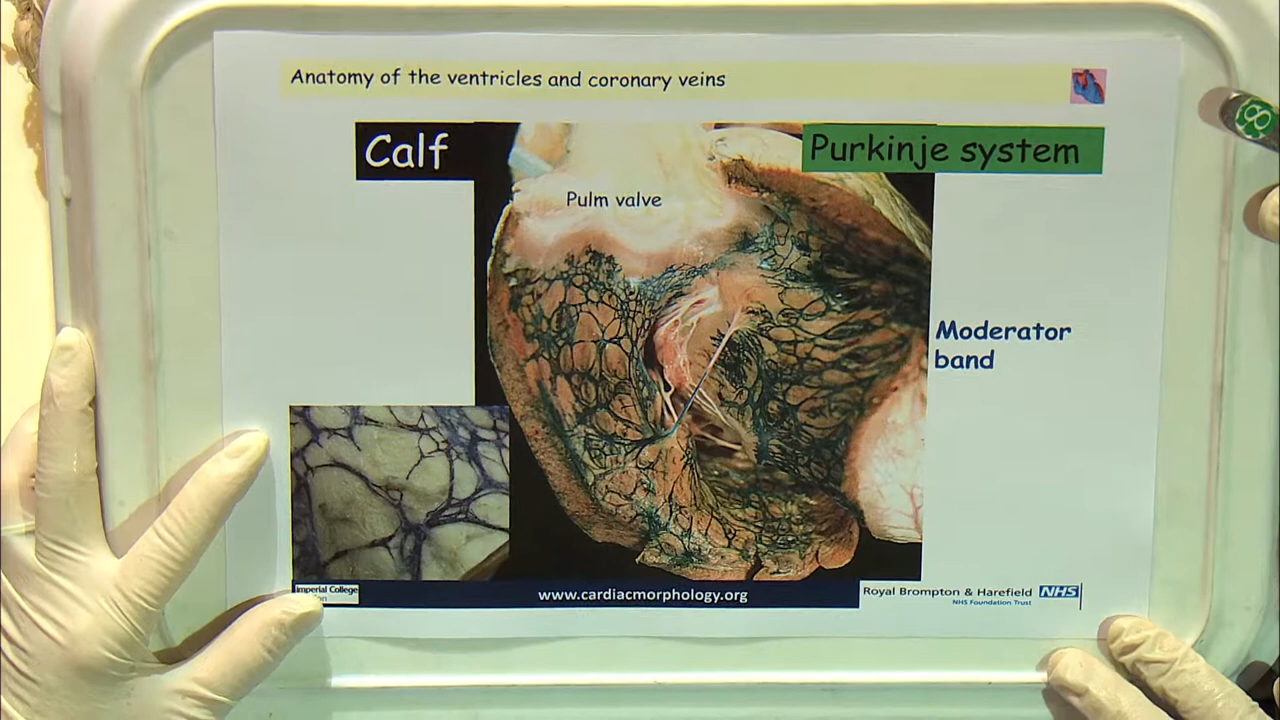 Anatomy of the ventricles and coronary veins
Calf
Purkinje system
Pulm valve
Moderator
band
Imperial College
www.cardiacmorphology.org
Royal Brompton & Harefield NHS
NHS Foundation Trust